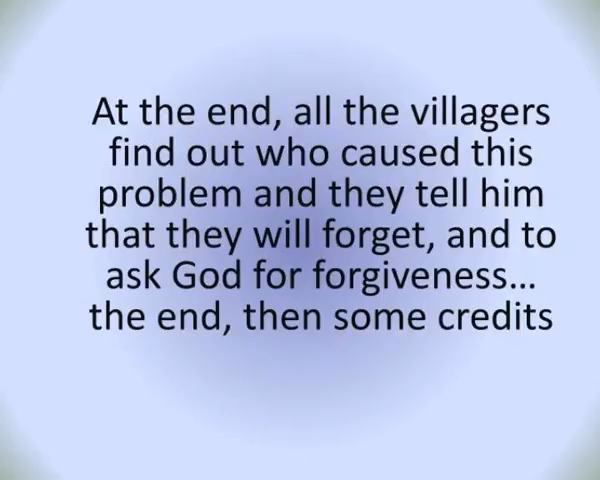 At the end, all the villagers
find out who caused this
problem and they tell him
that they will forget, and to
ask God for forgiveness...
the end, then some credits